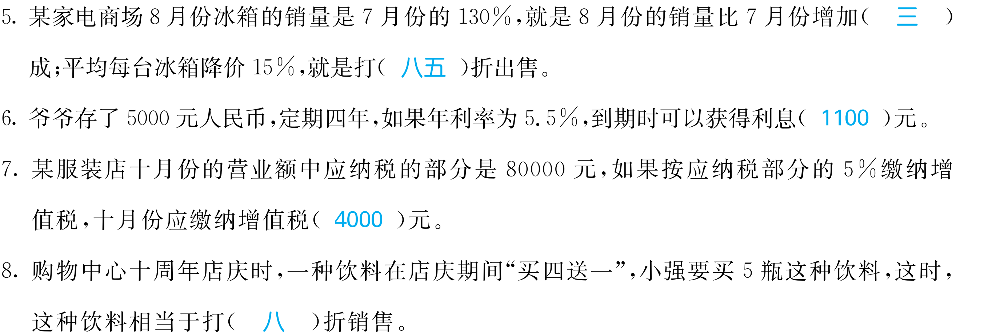 5. 某家电商场 8 月份冰箱的销量是 7 月份的 130%,就是 8 月份的销量比 7 月份增加( 三 )
成;平均每台冰箱降价 15%,就是打( 八五 )折出售。
6. 爷爷存了 5000 元人民币,定期四年,如果年利率为 5.5%,到期时可以获得利息( 1100 )元。
7. 某服装店十月份的营业额中应纳税的部分是 80000 元,如果按应纳税部分的 5%缴纳增
值税,十月份应缴纳增值税( 4000 )元。
8. 购物中心十周年店庆时,一种饮料在店庆期间“买四送一”,小强要买 5 瓶这种饮料,这时,
这种饮料相当于打( 八 )折销售。